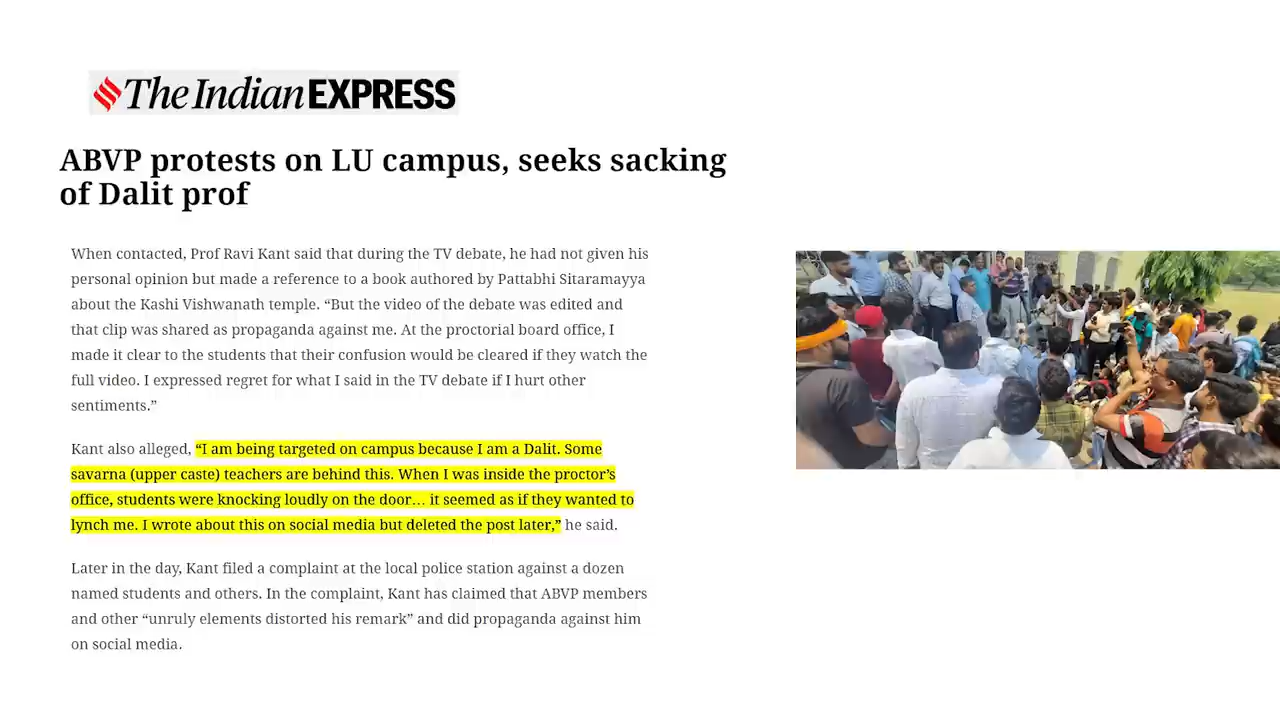 The Indian EXPRESS
ABVP protests on LU campus, seeks sacking
of Dalit prof
When contacted, Prof Ravi Kant said that during the TV debate, he had not given his
personal opinion but made a reference to a book authored by Pattabhi Sitaramayya
about the Kashi Vishwanath temple. “But the video of the debate was edited and
that clip was shared as propaganda against me. At the proctorial board office, I
made it clear to the students that their confusion would be cleared if they watch the
full video. I expressed regret for what I said in the TV debate if I hurt other
sentiments.”
Kant also alleged, “I am being targeted on campus because I am a Dalit. Some
savarna (upper caste) teachers are behind this. When I was inside the proctor’s
office, students were knocking loudly on the door… it seemed as if they wanted to
lynch me. I wrote about this on social media but deleted the post later,” he said.
Later in the day, Kant filed a complaint at the local police station against a dozen
named students and others. In the complaint, Kant has claimed that ABVP members
and other “unruly elements distorted his remark” and did propaganda against him
on social media.